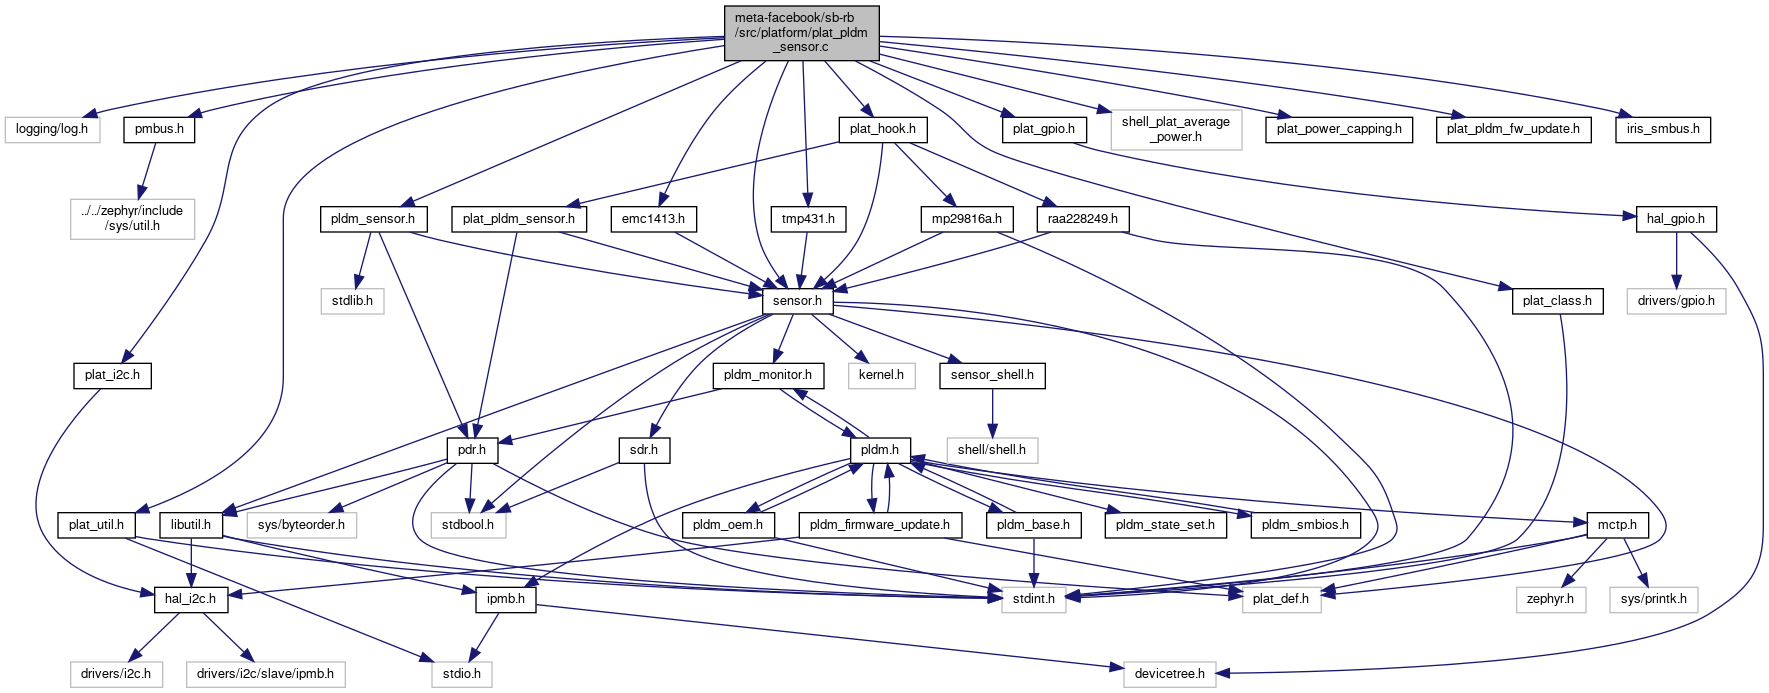 meta-facebook/sb-rb
/src/platform/plat_pldm
_sensor.c
logging/log.h
pmbus.h
plat_hook.h
plat_gpio.h
shell_plat_average
_power.h
plat_power_capping.h
plat_pldm_fw_update.h
iris_smbus.h
../../zephyr/include
/sys/util.h
pldm_sensor.h
plat_pldm_sensor.h
emc1413.h
tmp431.h
mp29816a.h
raa228249.h
hal_gpio.h
stdlib.h
sensor.h
plat_class.h
drivers/gpio.h
plat_i2c.h
pldm_monitor.h
kernel.h
sensor_shell.h
pdr.h
sdr.h
pldm.h
shell/shell.h
plat_util.h
libutil.h
sys/byteorder.h
stdbool.h
pldm_oem.h
pldm_firmware_update.h
pldm_base.h
pldm_state_set.h
pldm_smbios.h
mctp.h
hal_i2c.h
ipmb.h
stdint.h
plat_def.h
zephyr.h
sys/printk.h
drivers/i2c.h
drivers/i2c/slave/ipmb.h
stdio.h
devicetree.h